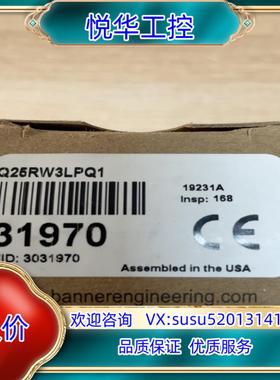 悦华工控
Q25RW3LPQ1
19231A
Insp: 168
31970
ID: 3031970
Assembled in the USA
bannerengineering.com
价
欢迎咨询 VX:susu52013141
品质保证 优质服务